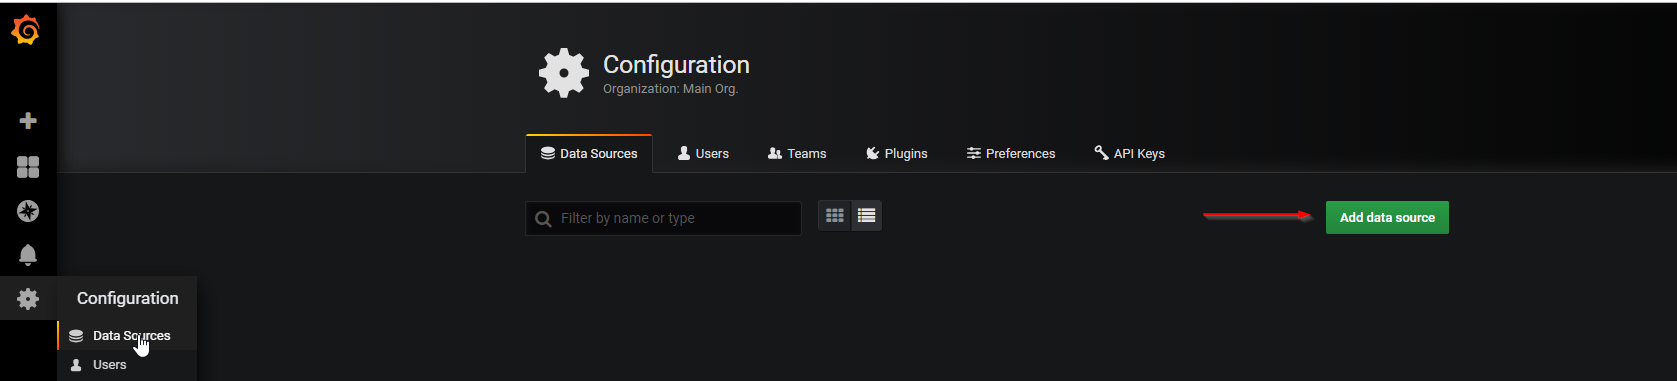 Configuration
Organization: Main Org.
Data Sources
Users
Teams
Plugins
Preferences
API Keys
Filter by name or type
Add data source
Configuration
Data Sources
Users